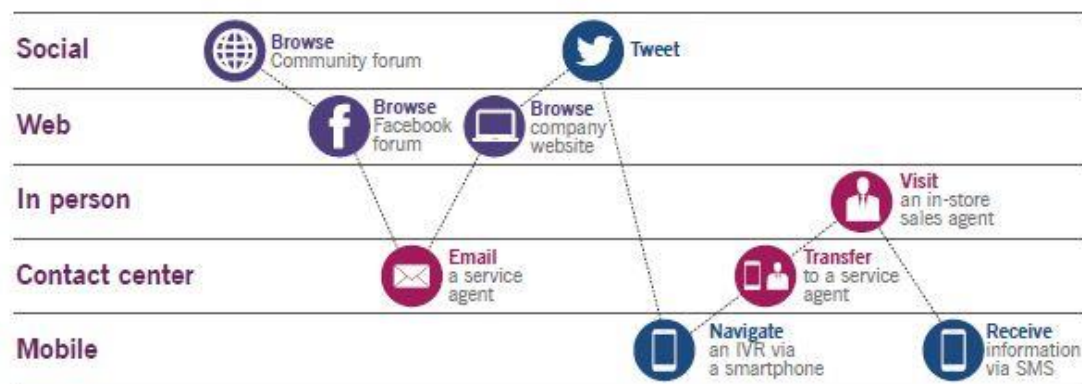 Social
Browse
Community forum
Tweet
Web
Browse
Facebook
forum
Browse
company
website
In person
Visit
an in-store
sales agent
Contact center
Email
a service
agent
Transfer
to a service
agent
Mobile
Navigate
an IVR via
a smartphone
Receive
information
via SMS